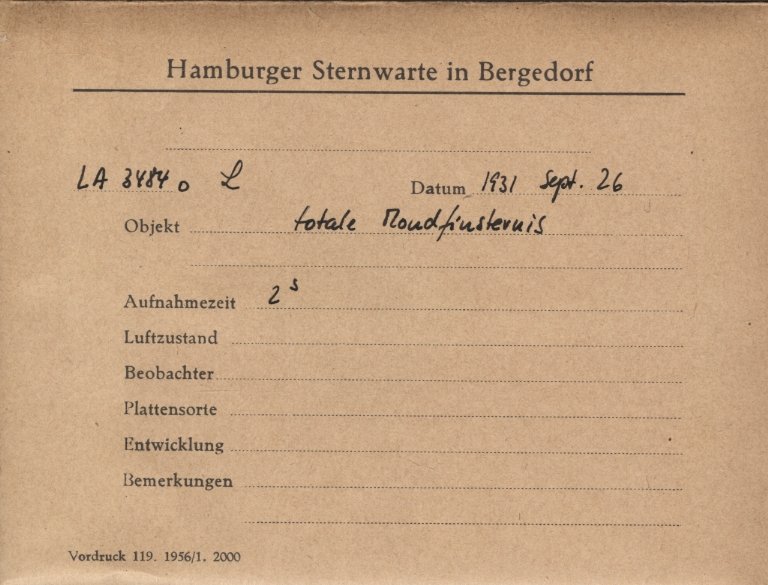 Hamburger Sternwarte in Bergedorf
LA 3484 o L Datum 1931 Sept. 26
Objekt totale Mondfinsternis
Aufnahmezeit 2 s
Luftzustand
Beobachter
Plattensorte
Entwicklung
Bemerkungen
Vordruck 119. 1956/1. 2000